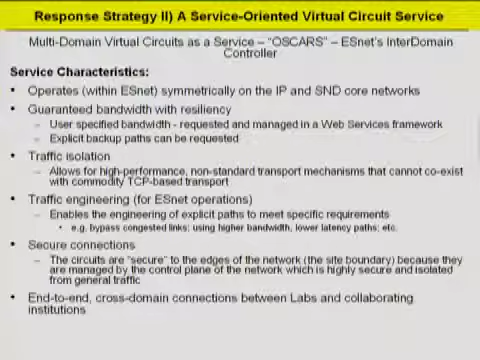 Response Strategy II) A Service-Oriented Virtual Circuit Service
Multi-Domain Virtual Circuits as a Service – "OSCARS" – ESnet's InterDomain
Controller
Service Characteristics:
• Operates (within ESnet) symmetrically on the IP and SND core networks
• Guaranteed bandwidth with resiliency
– User specified bandwidth - requested and managed in a Web Services framework
– Explicit backup paths can be requested
• Traffic isolation
– Allows for high-performance, non-standard transport mechanisms that cannot co-exist
with commodity TCP-based transport
• Traffic engineering (for ESnet operations)
– Enables the engineering of explicit paths to meet specific requirements
• e.g. bypass congested links; using higher bandwidth, lower latency paths; etc.
• Secure connections
– The circuits are "secure" to the edges of the network (the site boundary) because they
are managed by the control plane of the network which is highly secure and isolated
from general traffic
• End-to-end, cross-domain connections between Labs and collaborating
institutions